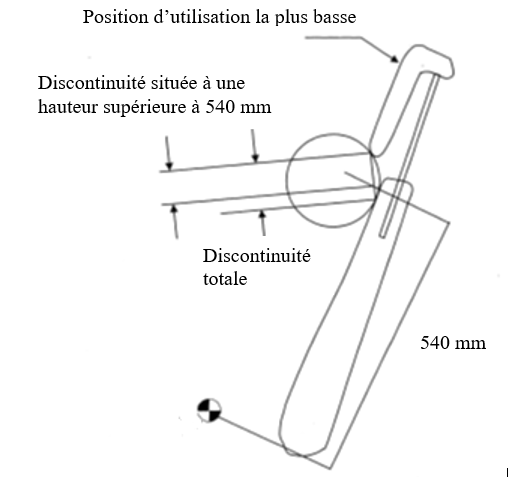 Position d’utilisation la plus basse
Discontinuité située à une
hauteur supérieure à 540 mm
Discontinuité
totale
540 mm